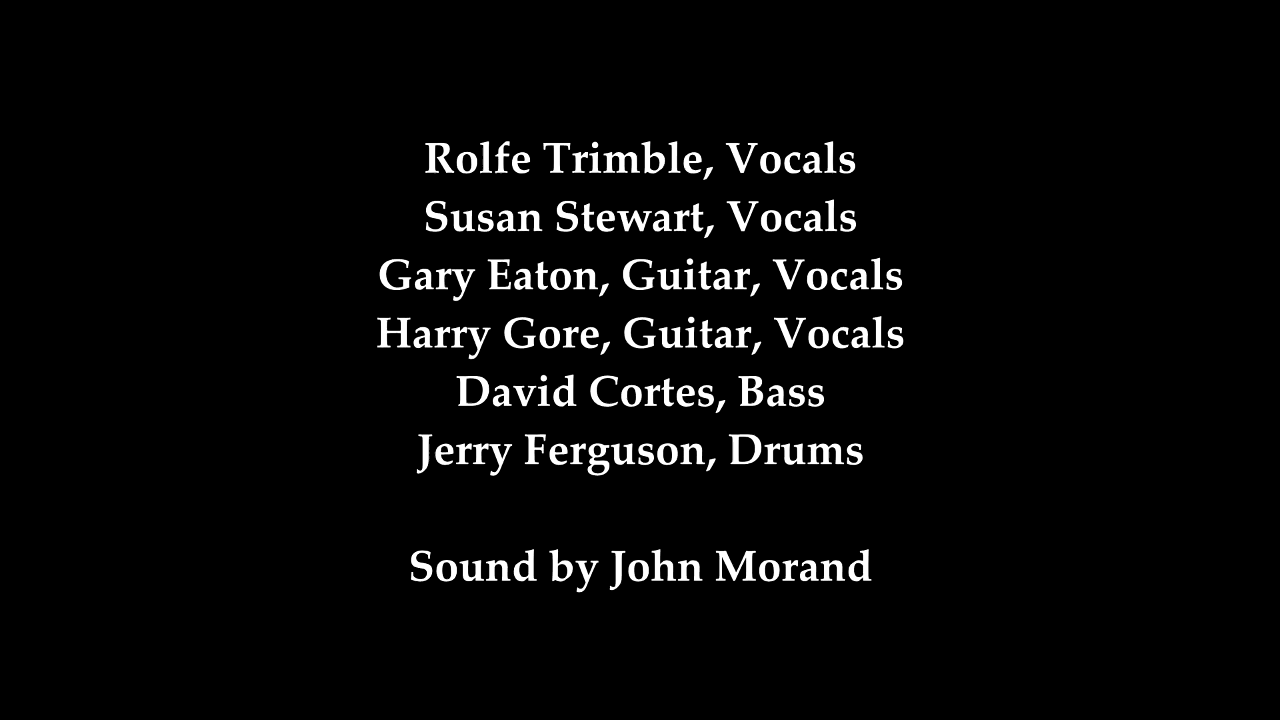 Rolfe Trimble, Vocals
Susan Stewart, Vocals
Gary Eaton, Guitar, Vocals
Harry Gore, Guitar, Vocals
David Cortes, Bass
Jerry Ferguson, Drums
Sound by John Morand